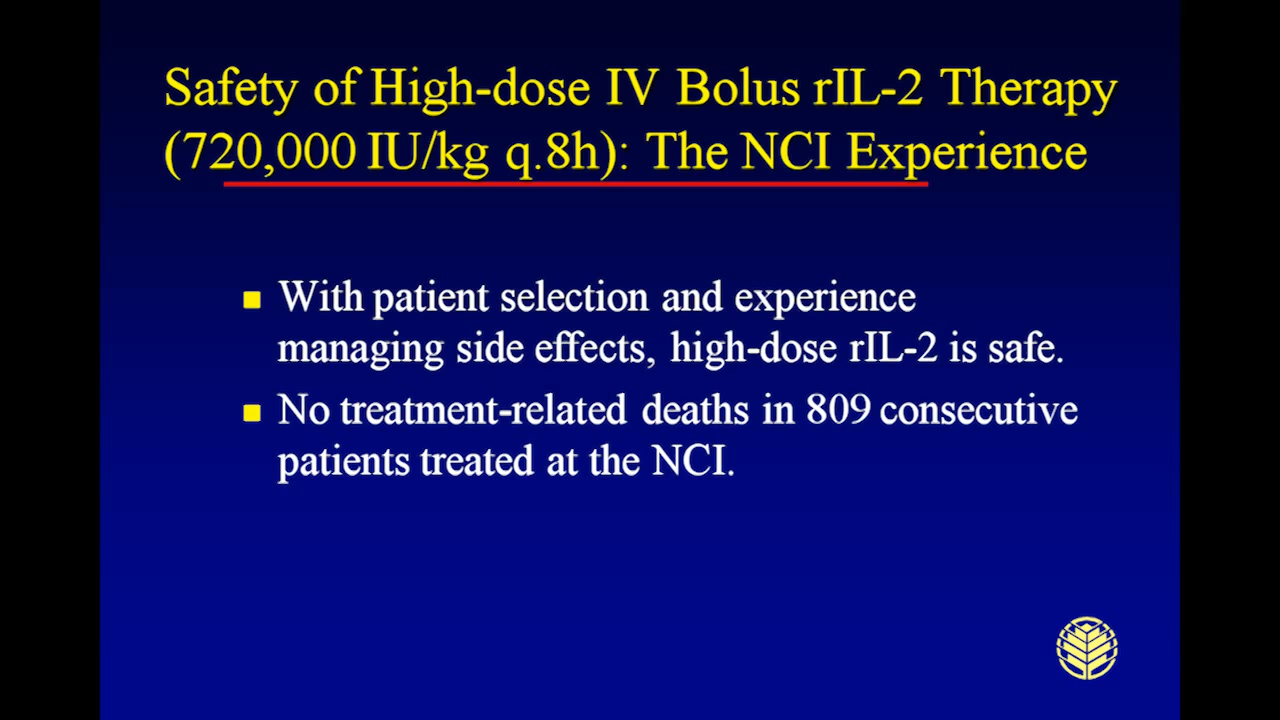 Safety of High-dose IV Bolus rIL-2 Therapy
(720,000 IU/kg q.8h): The NCI Experience
With patient selection and experience
managing side effects, high-dose rIL-2 is safe.
No treatment-related deaths in 809 consecutive
patients treated at the NCI.